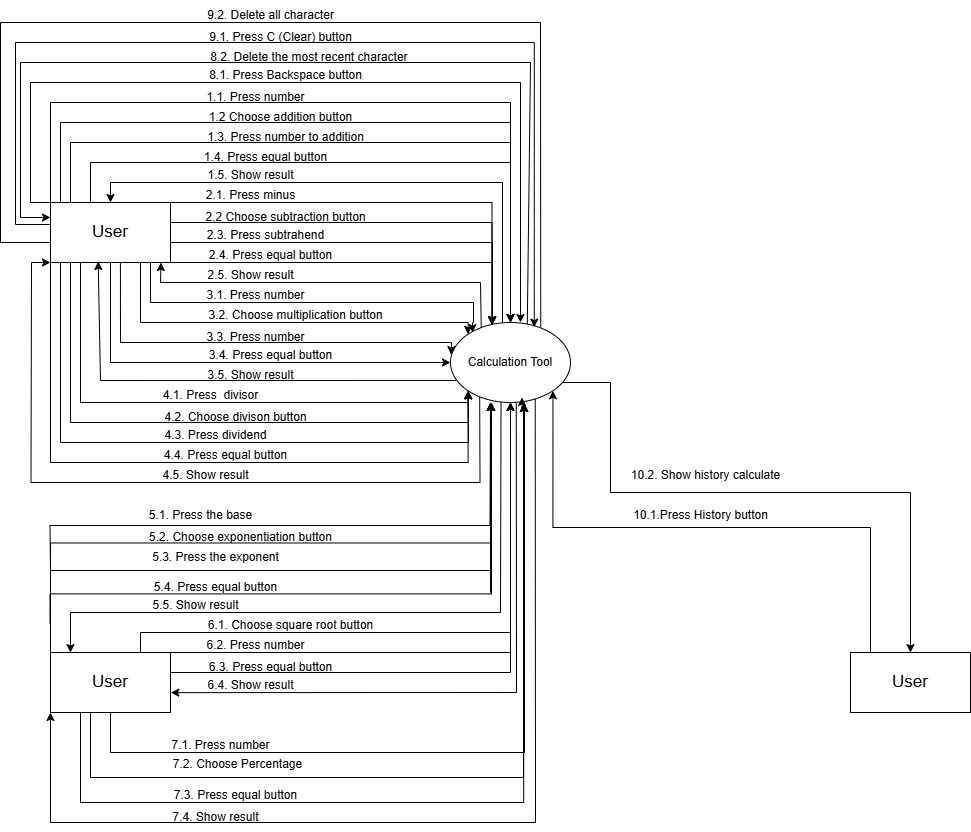 9.2. Delete all character
9.1. Press C (Clear) button
8.2. Delete the most recent character
8.1. Press Backspace button
1.1. Press number
1.2 Choose addition button
1.3. Press number to addition
1.4. Press equal button
1.5. Show result
2.1. Press minus
2.2 Choose subtraction button
User
2.3. Press subtrahend
2.4. Press equal button
2.5. Show result
3.1. Press number
3.2. Choose multiplication button
3.3. Press number
3.4. Press equal button
Calculation Tool
3.5. Show result
4.1. Press divisor
4.2. Choose divison button
4.3. Press dividend
4.4. Press equal button
4.5. Show result
10.2. Show history calculate
5.1. Press the base
10.1.Press History button
5.2. Choose exponentiation button
5.3. Press the exponent
5.4. Press equal button
5.5. Show result
6.1. Choose square root button
6.2. Press number
6.3. Press equal button
User
6.4. Show result
User
7.1. Press number
7.2. Choose Percentage
7.3. Press equal button
7.4. Show result